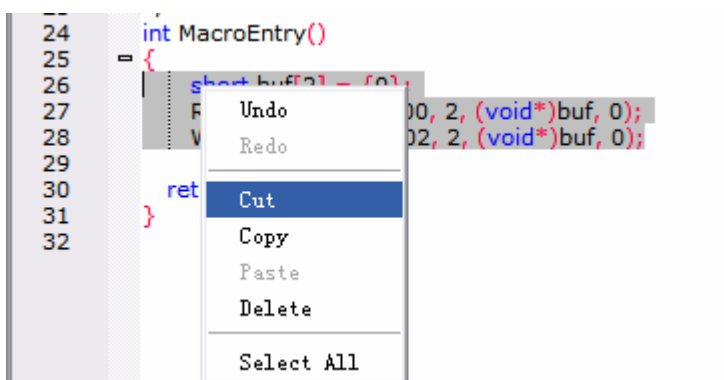 24 int MacroEntry()
25 {
26 short buf[2] = {0};
27 R 00, 2, (void*)buf, 0);
28 W 02, 2, (void*)buf, 0);
29
30 ret
31 }
32
Undo
Redo
Cut
Copy
Paste
Delete
Select All